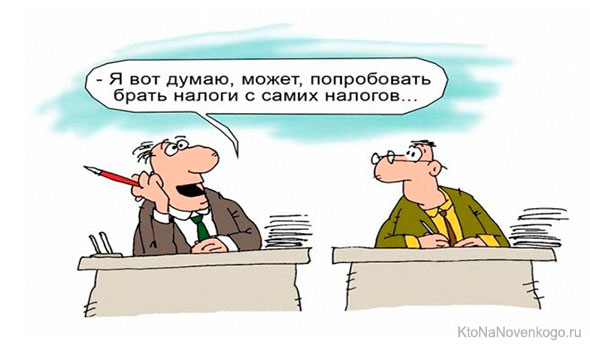 - Я вот думаю, может, попробовать
брать налоги с самих налогов...
KtoNaNovenkogo.ru